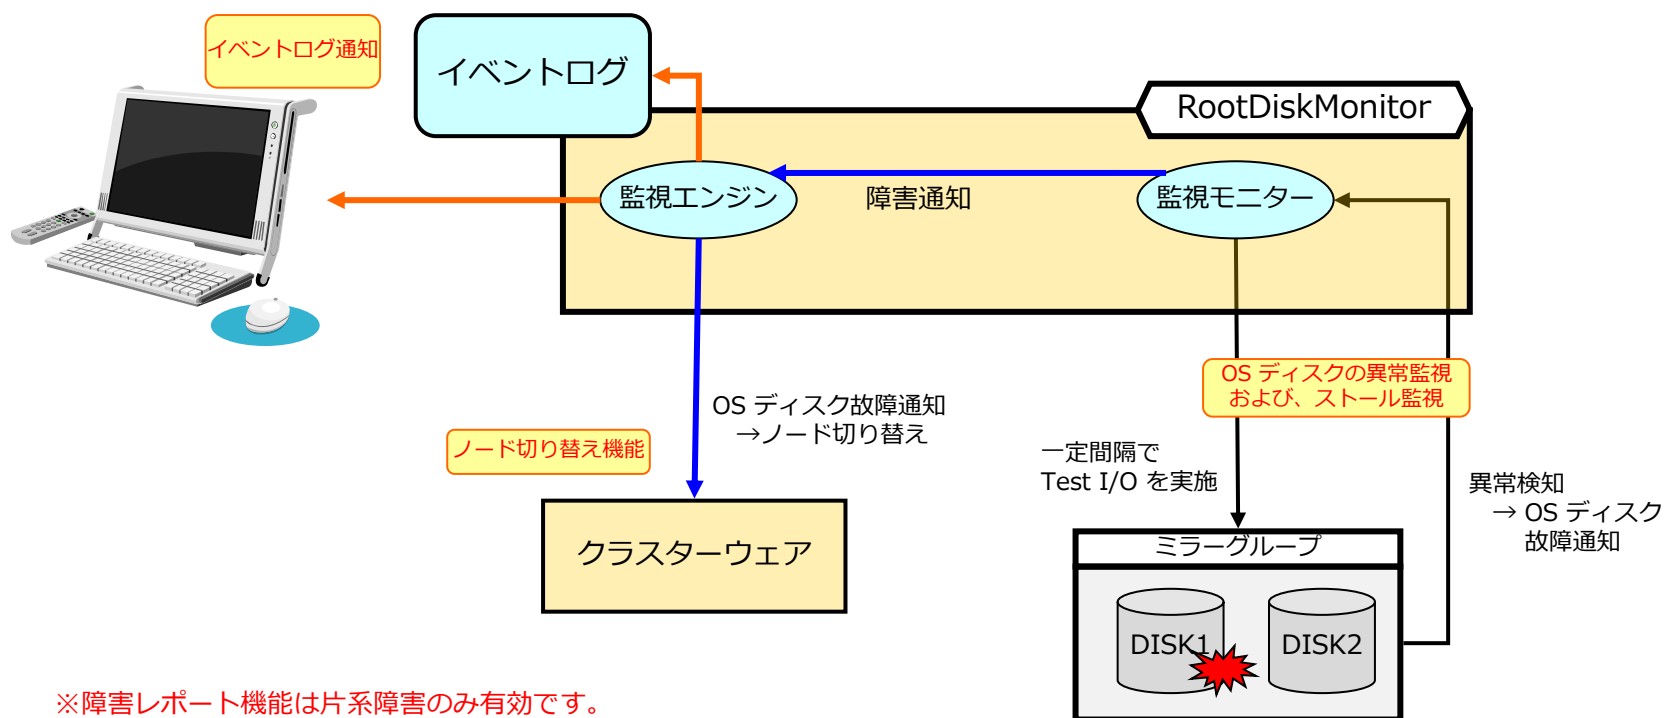 イベントログ通知
イベントログ
RootDiskMonitor
監視エンジン
障害通知
監視モニター
OS ディスクの異常監視
および、ストール監視
OS ディスク故障通知
→ノード切り替え
ノード切り替え機能
一定間隔で
Test I/O を実施
異常検知
→ OS ディスク
故障通知
クラスターウェア
ミラーグループ
DISK1
DISK2
※障害レポート機能は片系障害のみ有効です。